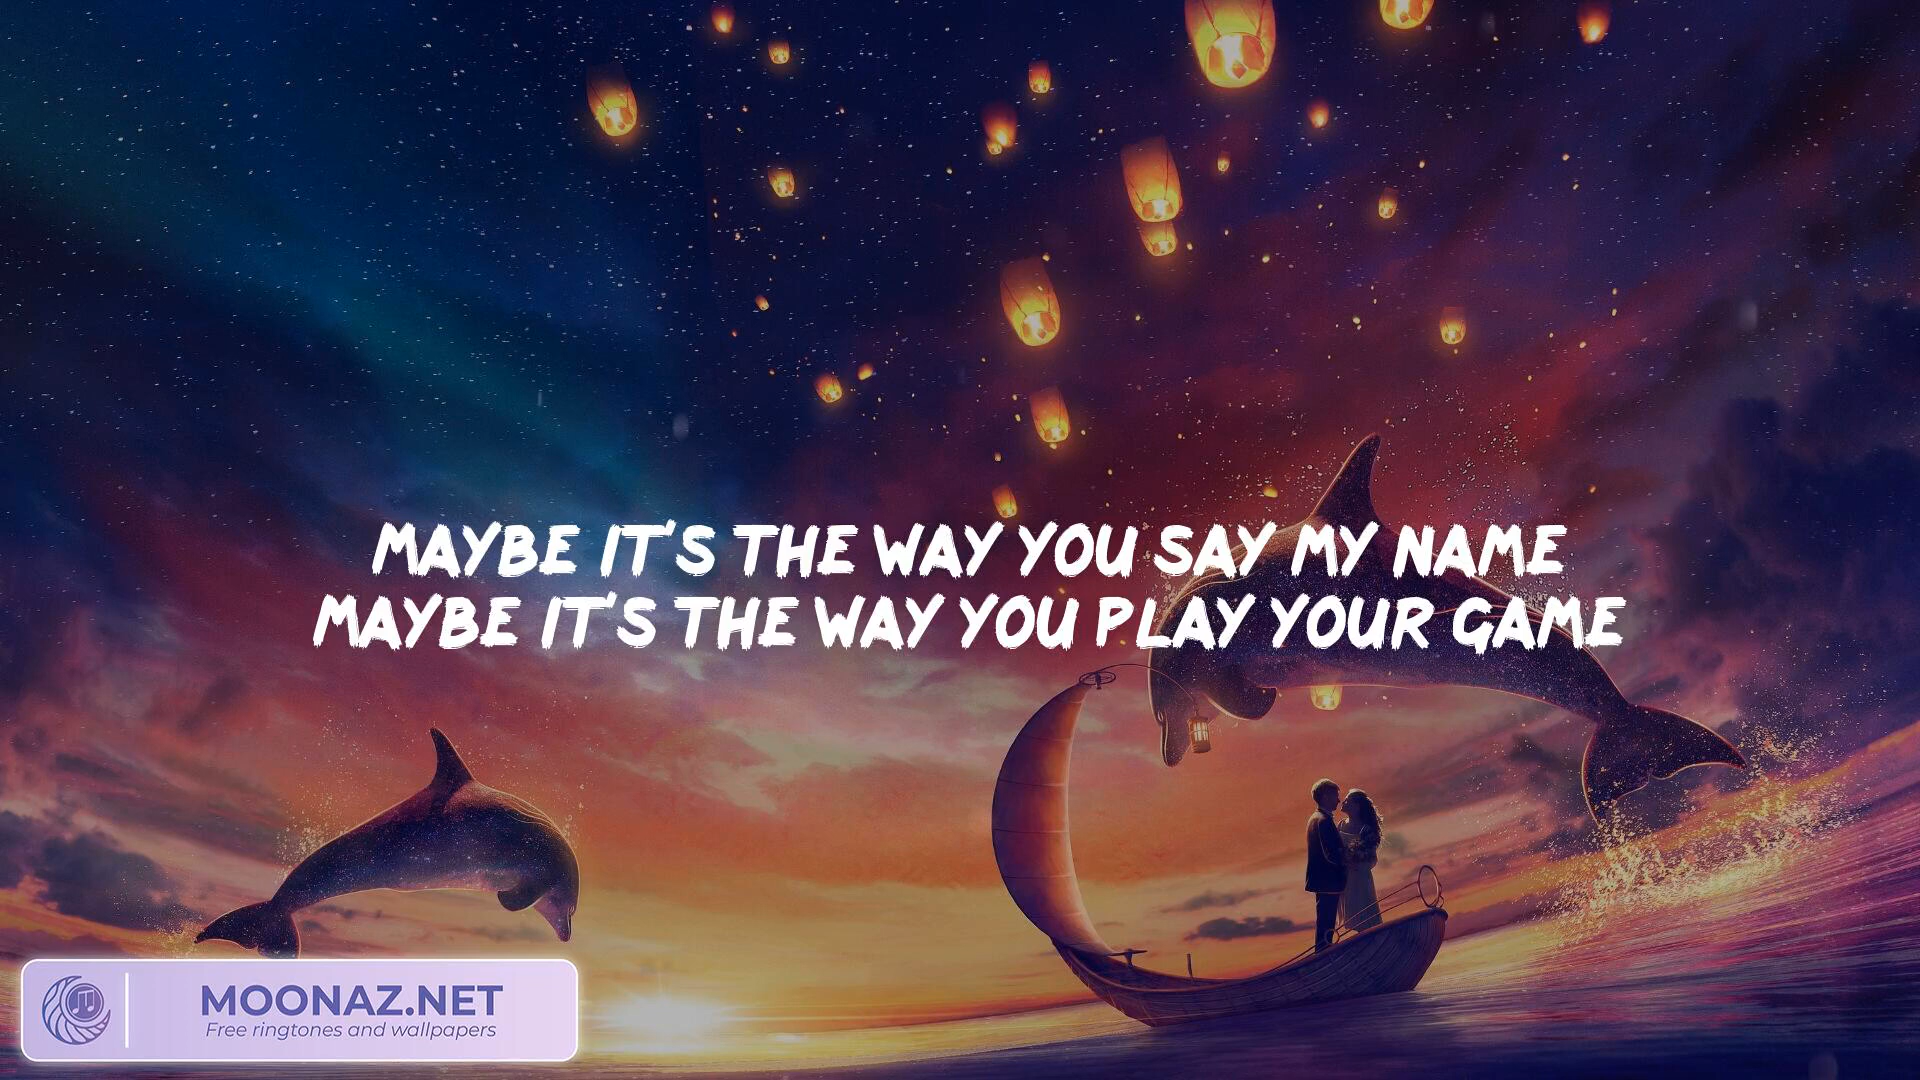 MAYBE IT'S THE WAY YOU SAY MY NAME
MAYBE IT'S THE WAY YOU PLAY YOUR GAME
MOONAZ.NET
Free ringtones and wallpapers